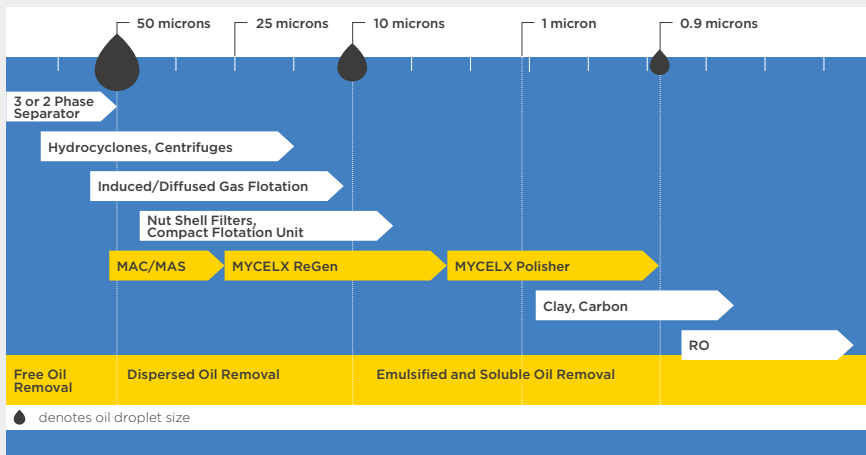 50 microns
25 microns
10 microns
1 micron
0.9 microns
3 or 2 Phase
Separator
Hydrocyclones, Centrifuges
Induced/Diffused Gas Flotation
Nut Shell Filters,
Compact Flotation Unit
MAC/MAS
MYCELX ReGen
MYCELX Polisher
Clay, Carbon
RO
Free Oil
Removal
Dispersed Oil Removal
Emulsified and Soluble Oil Removal
denotes oil droplet size